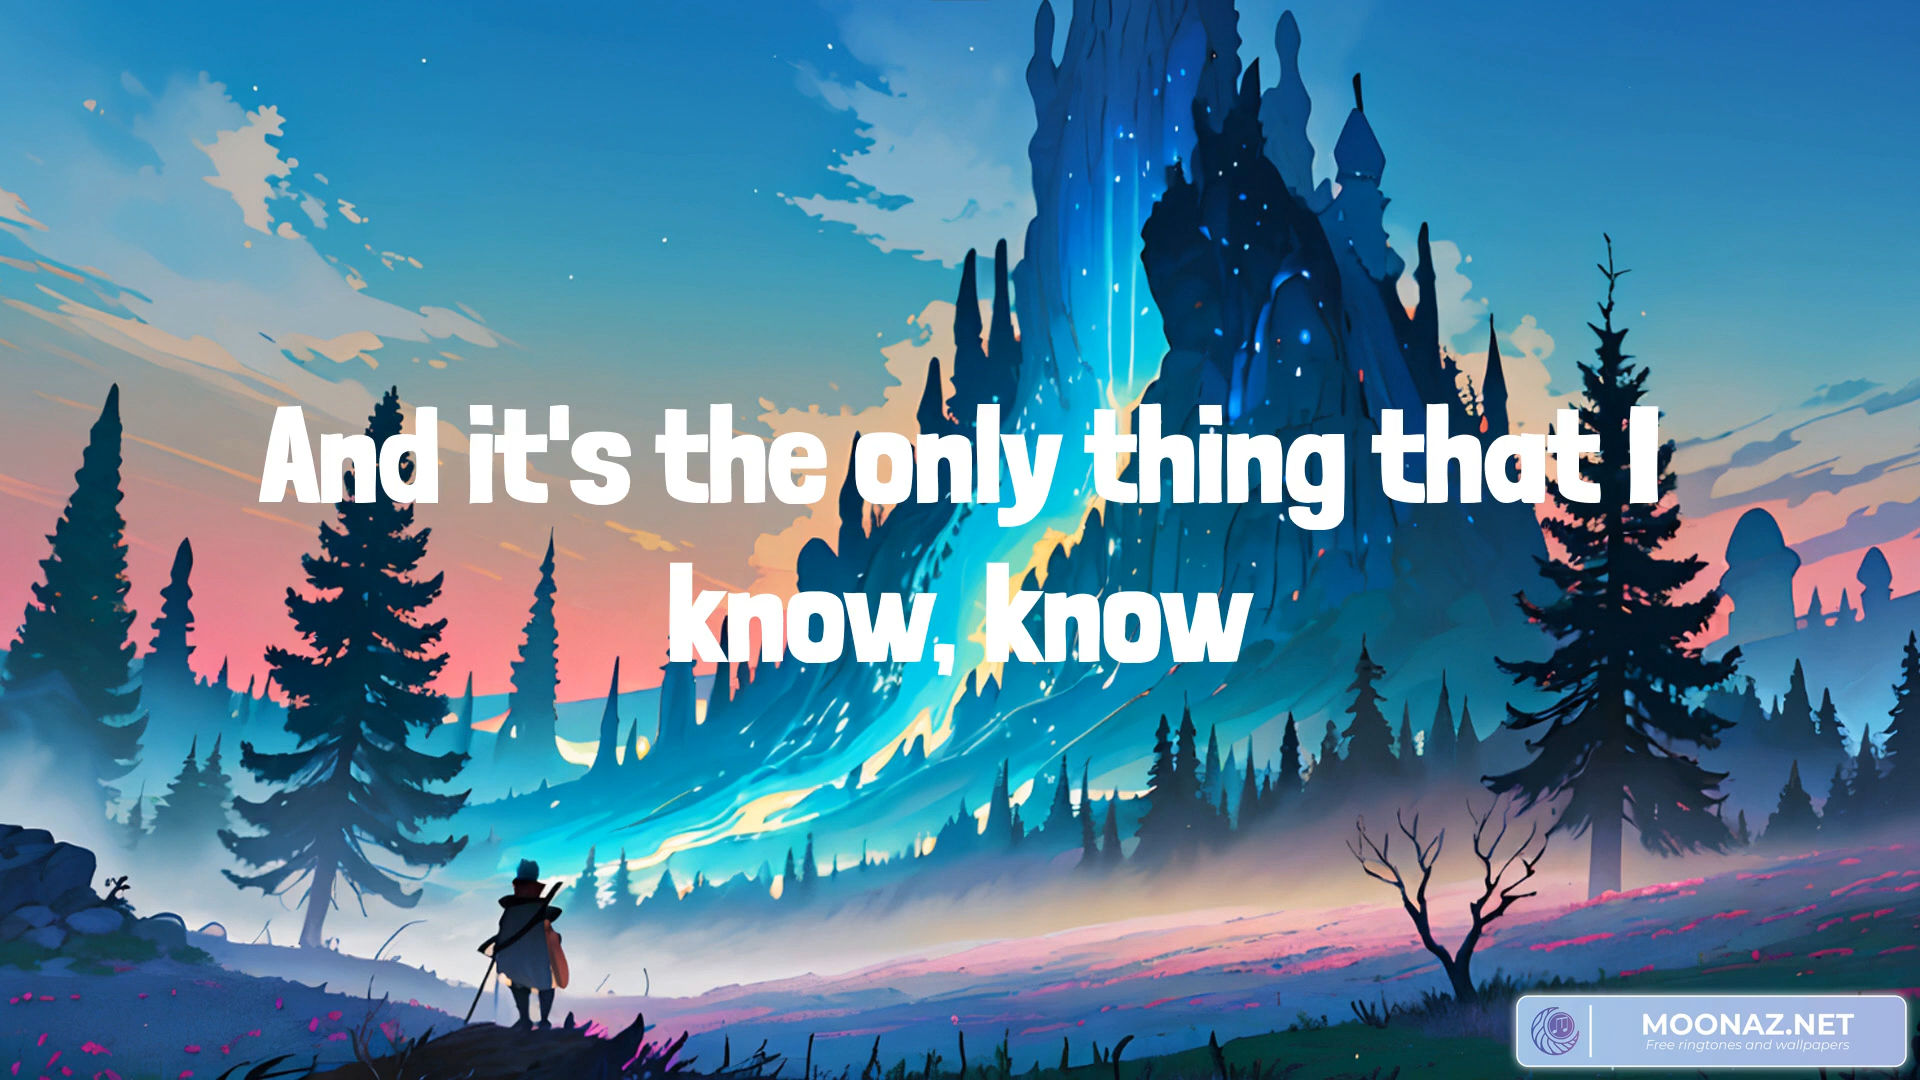 And it's the only thing that I
know, know
MOONAZ.NET
Free ringtones and wallpapers